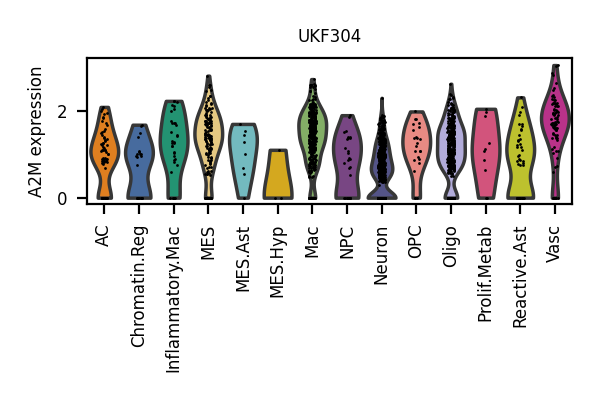 UKF304
A2M expression
2
0
AC
Chromatin.Reg
Inflammatory.Mac
MES
MES.Ast
MES.Hyp
Mac
NPC
Neuron
OPC
Oligo
Prolif.Metab
Reactive.Ast
Vasc